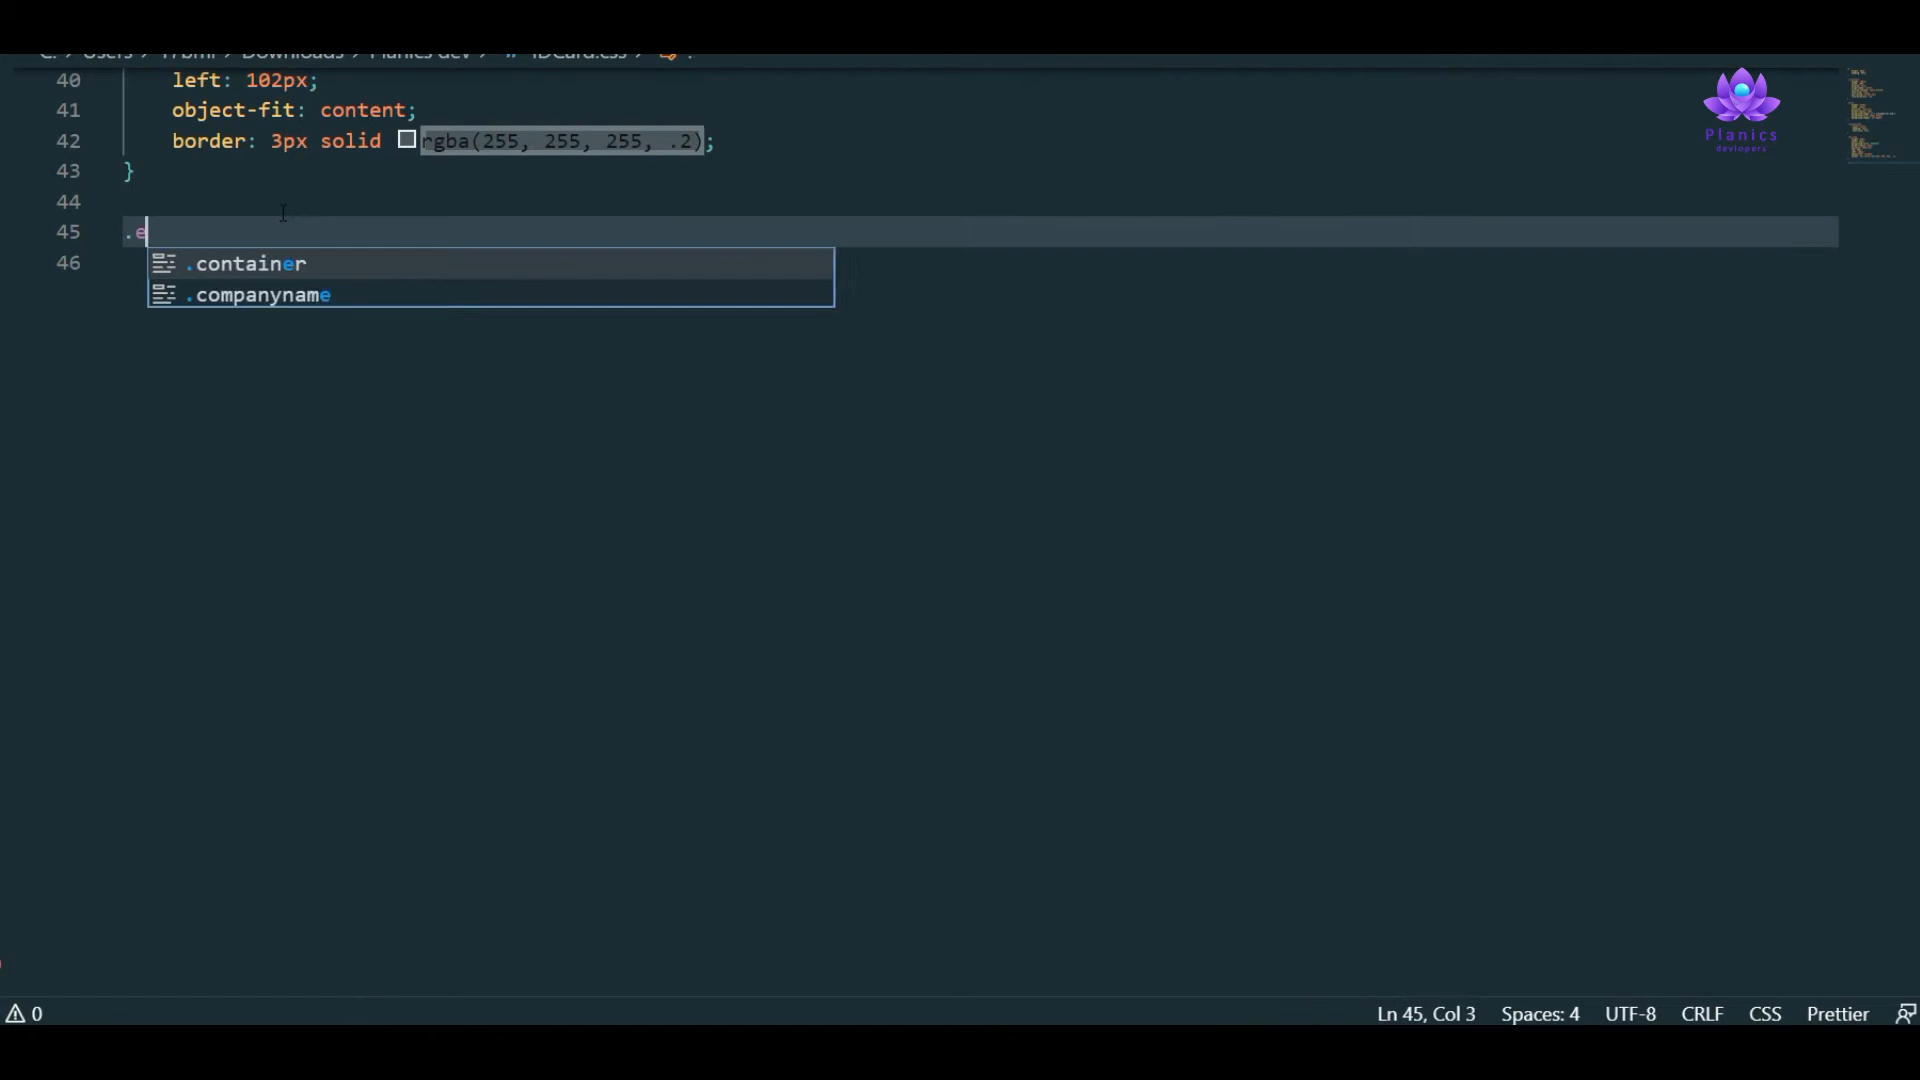 40 left: 102px;
41 object-fit: content;
42 border: 3px solid rgba(255, 255, 255, .2);
43 }
44
45 .e
.container
46
.companyname
Planics
devlopers
0 Ln 45, Col 3 Spaces: 4 UTF-8 CRLF CSS Prettier